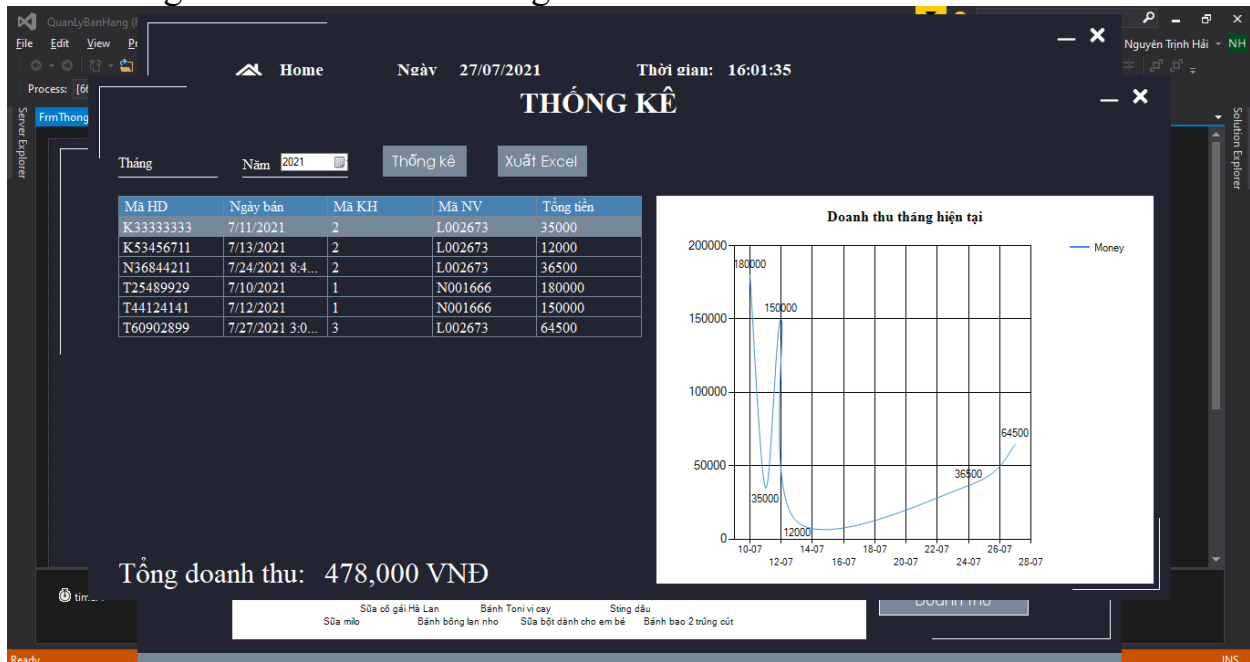 QuanLyBanHang (
File Edit View P
Nguyễn Trịnh Hải NH
Process: [6
Home Ngày 27/07/2021 Thời gian: 16:01:35
THỐNG KÊ
Server Explorer
FrmThong
Solution Explorer
Tháng Năm 2021 Thống kê Xuất Excel
Mã HD Ngày bán Mã KH Mã NV Tổng tiền
K33333333 7/11/2021 2 L002673 35000
K53456711 7/13/2021 2 L002673 12000
N36844211 7/24/2021 8:4... 2 L002673 36500
T25489929 7/10/2021 1 N001666 180000
T44124141 7/12/2021 1 N001666 150000
T60902899 7/27/2021 3:0... 3 L002673 64500
Doanh thu tháng hiện tại
Money
200000
180000
150000
150000
100000
64500
50000
36500
35000
12000
0
10-07 14-07 18-07 22-07 26-07
12-07 16-07 20-07 24-07 28-07
Tổng doanh thu: 478,000 VNĐ
tim
Doanh thu
Sữa cô gái Hà Lan Bánh Toni vị cay Sting dâu
Sữa milo Bánh bông lan nho Sữa bột dành cho em bé Bánh bao 2 trứng cút
Ready INS